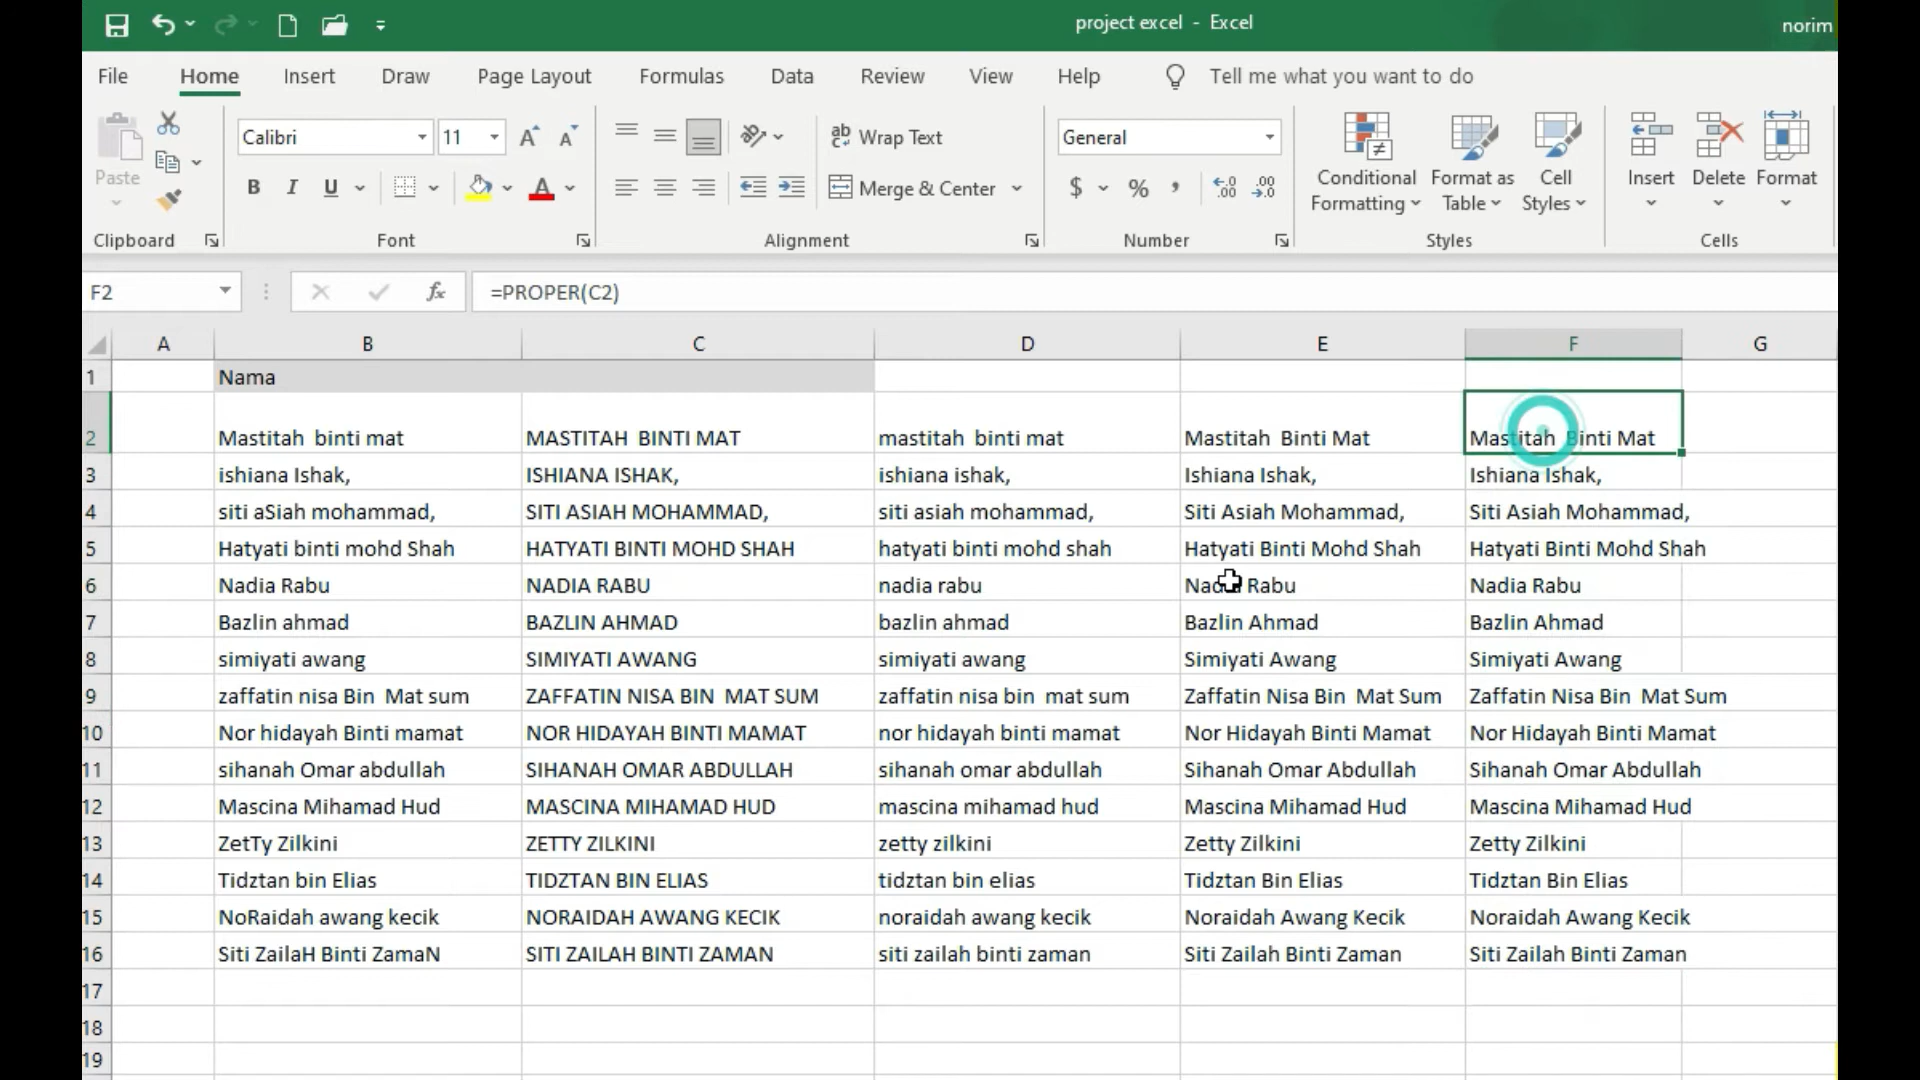 project excel - Excel
norim
File Home Insert Draw Page Layout Formulas Data Review View Help Tell me what you want to do
Paste
Clipboard
Calibri 11
B I U A
Font
ab Wrap Text
Merge & Center
Alignment
General
$ % ,
Number
Conditional Formatting
Format as Table
Cell Styles
Styles
Insert
Delete
Format
Cells
F2 fx =PROPER(C2)
A B C D E F G
1 Nama
2 Mastitah  binti mat MASTITAH  BINTI MAT mastitah  binti mat Mastitah  Binti Mat Mastitah  Binti Mat
3 ishiana Ishak, ISHIANA ISHAK, ishiana ishak, Ishiana Ishak, Ishiana Ishak,
4 siti aSiah mohammad, SITI ASIAH MOHAMMAD, siti asiah mohammad, Siti Asiah Mohammad, Siti Asiah Mohammad,
5 Hatyati binti mohd Shah HATYATI BINTI MOHD SHAH hatyati binti mohd shah Hatyati Binti Mohd Shah Hatyati Binti Mohd Shah
6 Nadia Rabu NADIA RABU nadia rabu Nadia Rabu Nadia Rabu
7 Bazlin ahmad BAZLIN AHMAD bazlin ahmad Bazlin Ahmad Bazlin Ahmad
8 simiyati awang SIMIYATI AWANG simiyati awang Simiyati Awang Simiyati Awang
9 zaffatin nisa Bin  Mat sum ZAFFATIN NISA BIN  MAT SUM zaffatin nisa bin  mat sum Zaffatin Nisa Bin  Mat Sum Zaffatin Nisa Bin  Mat Sum
10 Nor hidayah Binti mamat NOR HIDAYAH BINTI MAMAT nor hidayah binti mamat Nor Hidayah Binti Mamat Nor Hidayah Binti Mamat
11 sihanah Omar abdullah SIHANAH OMAR ABDULLAH sihanah omar abdullah Sihanah Omar Abdullah Sihanah Omar Abdullah
12 Mascina Mihamad Hud MASCINA MIHAMAD HUD mascina mihamad hud Mascina Mihamad Hud Mascina Mihamad Hud
13 ZetTy Zilkini ZETTY ZILKINI zetty zilkini Zetty Zilkini Zetty Zilkini
14 Tidztan bin Elias TIDZTAN BIN ELIAS tidztan bin elias Tidztan Bin Elias Tidztan Bin Elias
15 NoRaidah awang kecik NORAIDAH AWANG KECIK noraidah awang kecik Noraidah Awang Kecik Noraidah Awang Kecik
16 Siti ZailaH Binti ZamaN SITI ZAILAH BINTI ZAMAN siti zailah binti zaman Siti Zailah Binti Zaman Siti Zailah Binti Zaman
17
18
19